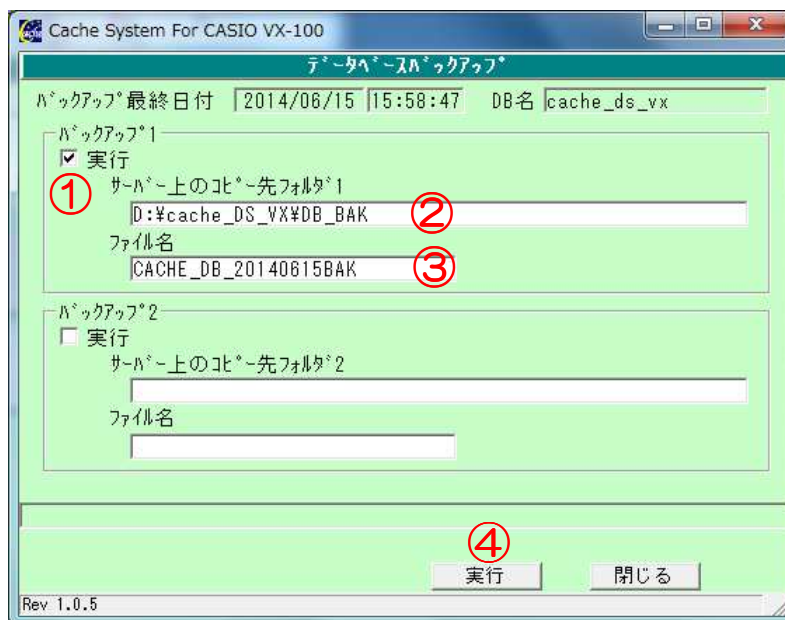 Cache System For CASIO VX-100
ﾃﾞｰﾀﾍﾞｰｽﾊﾞｯｸｱｯﾌﾟ
ﾊﾞｯｸｱｯﾌﾟ最終日付 2014/06/15 15:58:47 DB名 cache_ds_vx
ﾊﾞｯｸｱｯﾌﾟ1
実行
①
ｻｰﾊﾞｰ上のｺﾋﾟｰ先ﾌｫﾙﾀﾞ1
D:¥cache_DS_VX¥DB_BAK ②
ﾌｧｲﾙ名
CACHE_DB_20140615BAK ③
ﾊﾞｯｸｱｯﾌﾟ2
実行
ｻｰﾊﾞｰ上のｺﾋﾟｰ先ﾌｫﾙﾀﾞ2
ﾌｧｲﾙ名
④
実行 閉じる
Rev 1.0.5